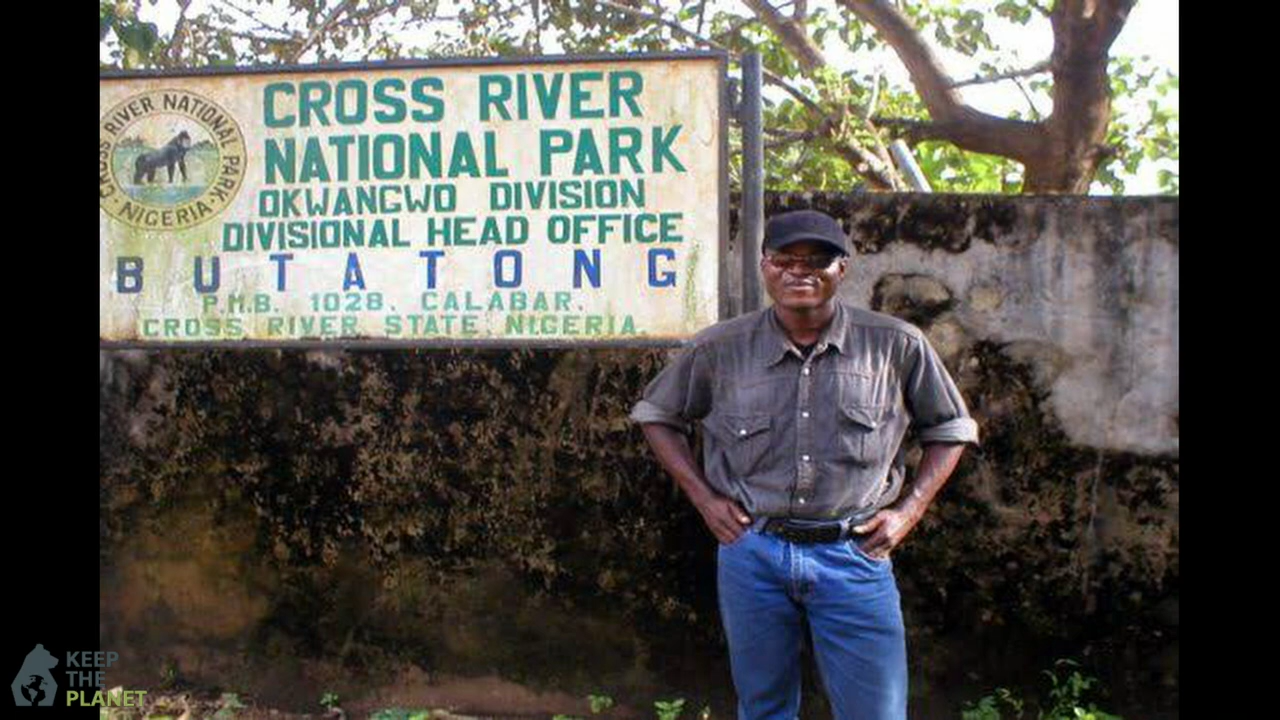 CROSS RIVER NATIONAL PARK
· NIGERIA ·
CROSS RIVER
NATIONAL PARK
OKWANGWO DIVISION
DIVISIONAL HEAD OFFICE
BUTATONG
P.M.B. 1028. CALABAR.
CROSS RIVER STATE. NIGERIA.
KEEP
THE
PLANET